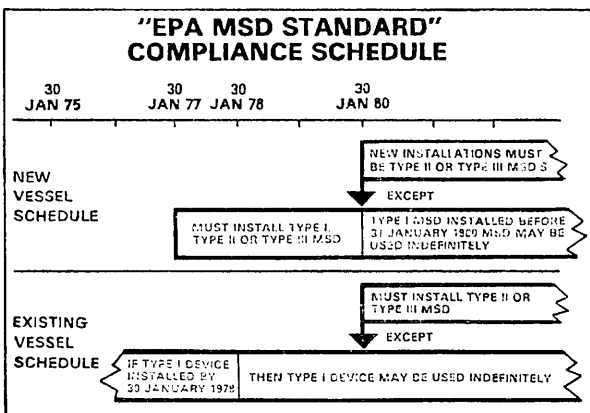 "EPA MSD STANDARD"
COMPLIANCE SCHEDULE
30 30 30 30
JAN 75 JAN 77 JAN 78 JAN 80
NEW INSTALLATIONS MUST
BE TYPE II OR TYPE III MSD'S
NEW
VESSEL
SCHEDULE
EXCEPT
MUST INSTALL TYPE I,
TYPE II OR TYPE III MSD
TYPE I MSD INSTALLED BEFORE
31 JANUARY 1980 MSD MAY BE
USED INDEFINITELY
MUST INSTALL TYPE II OR
TYPE III MSD
EXISTING
VESSEL
SCHEDULE
EXCEPT
IF TYPE I DEVICE
INSTALLED BY
30 JANUARY 1978
THEN TYPE I DEVICE MAY BE USED INDEFINITELY